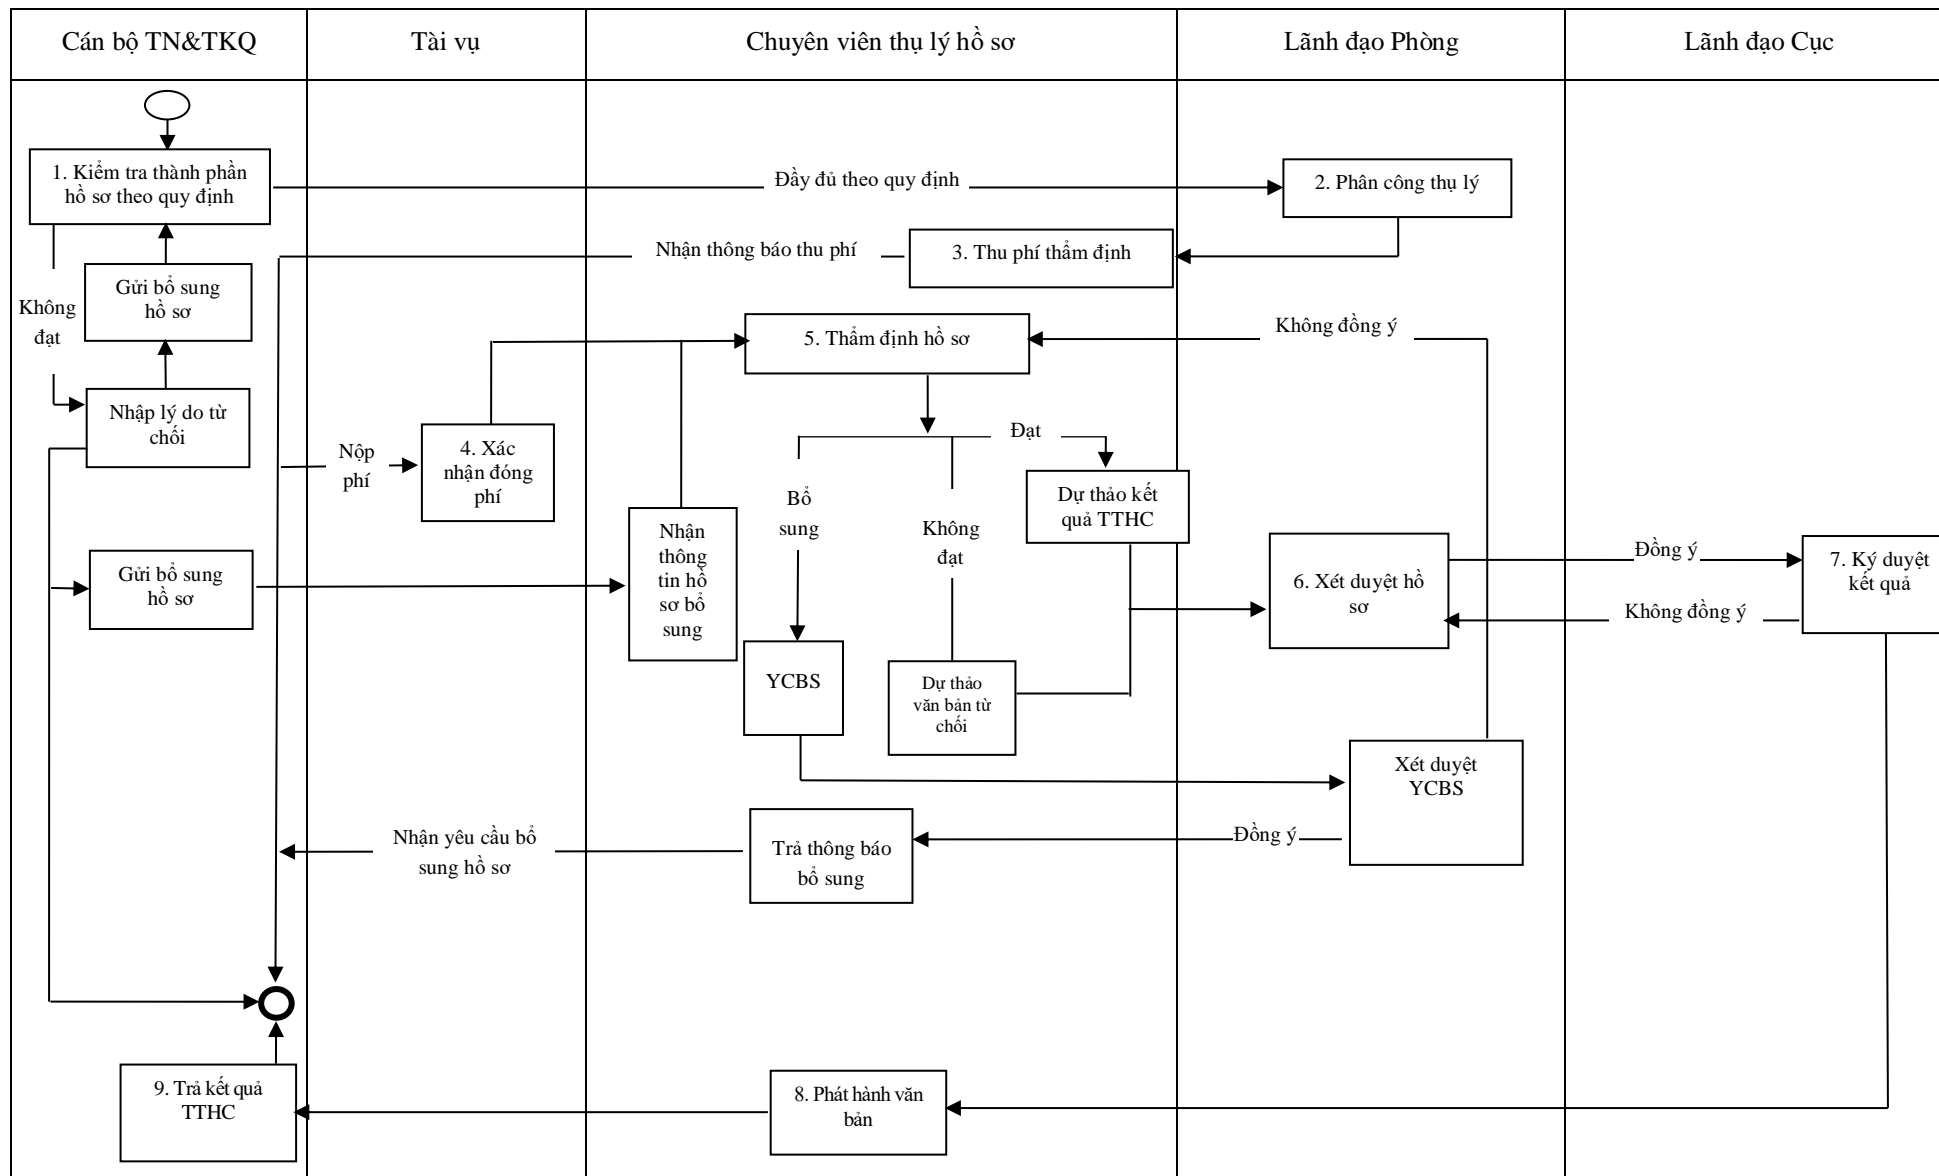 Cán bộ TN&TKQ
Tài vụ
Chuyên viên thụ lý hồ sơ
Lãnh đạo Phòng
Lãnh đạo Cục
1. Kiểm tra thành phần
hồ sơ theo quy định
Đầy đủ theo quy định
2. Phân công thụ lý
Nhận thông báo thu phí
3. Thu phí thẩm định
Gửi bổ sung
hồ sơ
Không
đạt
5. Thẩm định hồ sơ
Không đồng ý
Nhập lý do từ
chối
Nộp
phí
4. Xác
nhận đóng
phí
Đạt
Bổ
sung
Không
đạt
Dự thảo kết
quả TTHC
Nhận
thông
tin hồ
sơ bổ
sung
Gửi bổ sung
hồ sơ
6. Xét duyệt hồ
sơ
Đồng ý
Không đồng ý
7. Ký duyệt
kết quả
YCBS
Dự thảo
văn bản từ
chối
Xét duyệt
YCBS
Nhận yêu cầu bổ
sung hồ sơ
Trả thông báo
bổ sung
Đồng ý
9. Trả kết quả
TTHC
8. Phát hành văn
bản